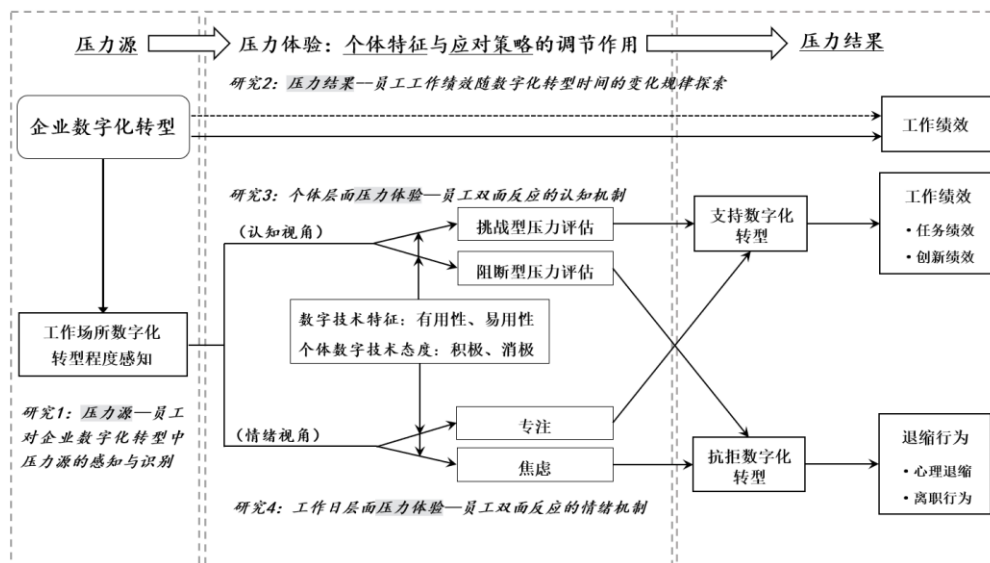 压力源
压力体验：个体特征与应对策略的调节作用
压力结果
研究2：压力结果—员工工作绩效随数字化转型时间的变化规律探索
企业数字化转型
工作绩效
研究3：个体层面压力体验—员工双面反应的认知机制
（认知视角）
挑战型压力评估
阻断型压力评估
支持数字化
转型
工作绩效
• 任务绩效
• 创新绩效
数字技术特征：有用性、易用性
个体数字技术态度：积极、消极
工作场所数字化
转型程度感知
研究1：压力源—员工
对企业数字化转型中
压力源的感知与识别
（情绪视角）
专注
焦虑
抗拒数字化
转型
退缩行为
• 心理退缩
• 离职行为
研究4：工作日层面压力体验—员工双面反应的情绪机制